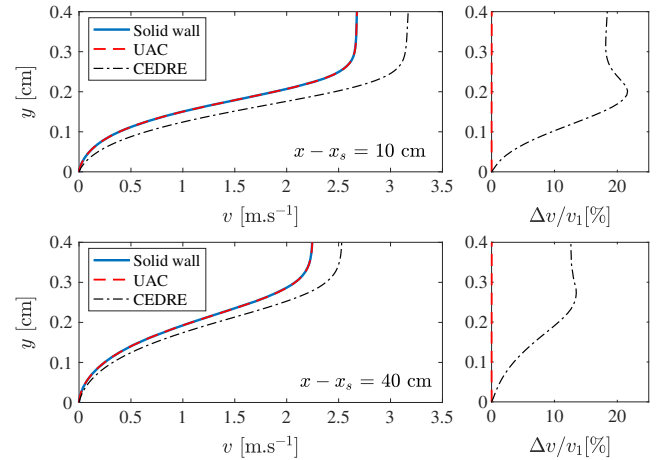 0.4
0.3
0.2
0.1
0
y [cm]
Solid wall
UAC
CEDRE
x − x_s = 10 cm
0 0.5 1 1.5 2 2.5 3 3.5
v [m.s⁻¹]
0.4
0.3
0.2
0.1
0
0 10 20
Δv/v₁[%]
0.4
0.3
0.2
0.1
0
y [cm]
Solid wall
UAC
CEDRE
x − x_s = 40 cm
0 0.5 1 1.5 2 2.5 3 3.5
v [m.s⁻¹]
0.4
0.3
0.2
0.1
0
0 10 20
Δv/v₁[%]